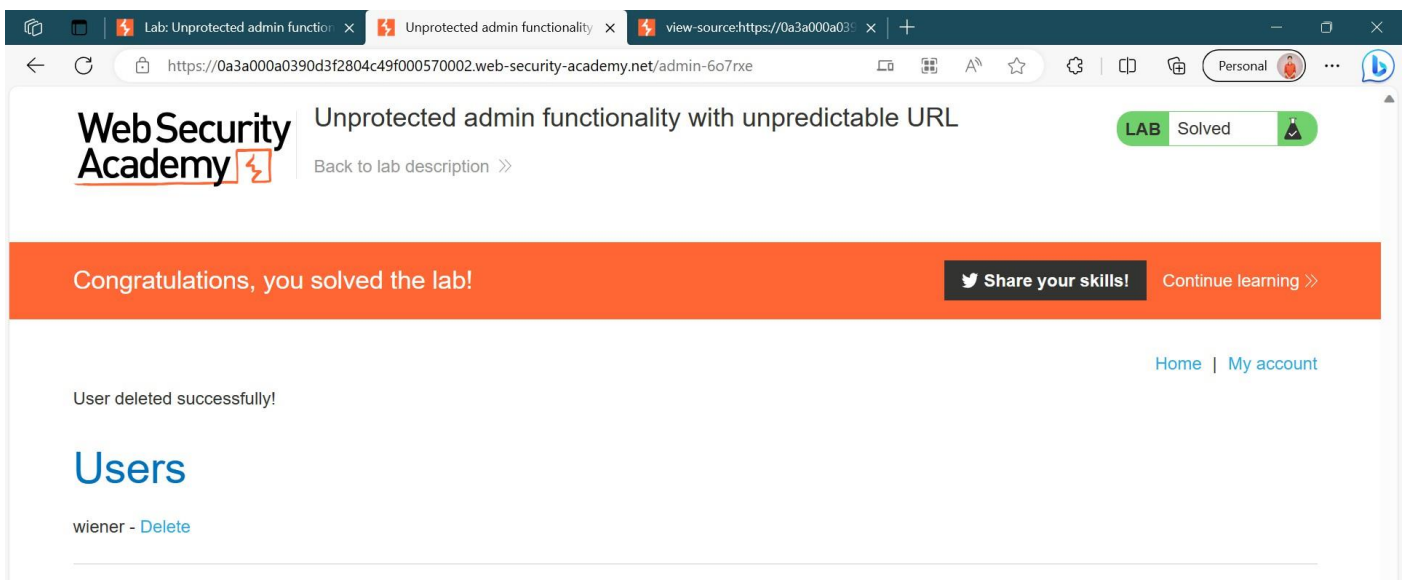 Lab: Unprotected admin function
Unprotected admin functionality
view-source:https://0a3a000a039
https://0a3a000a0390d3f2804c49f000570002.web-security-academy.net/admin-6o7rxe
Personal
Web Security
Academy
Unprotected admin functionality with unpredictable URL
Back to lab description
LAB Solved
Congratulations, you solved the lab!
Share your skills!
Continue learning
Home | My account
User deleted successfully!
Users
wiener - Delete